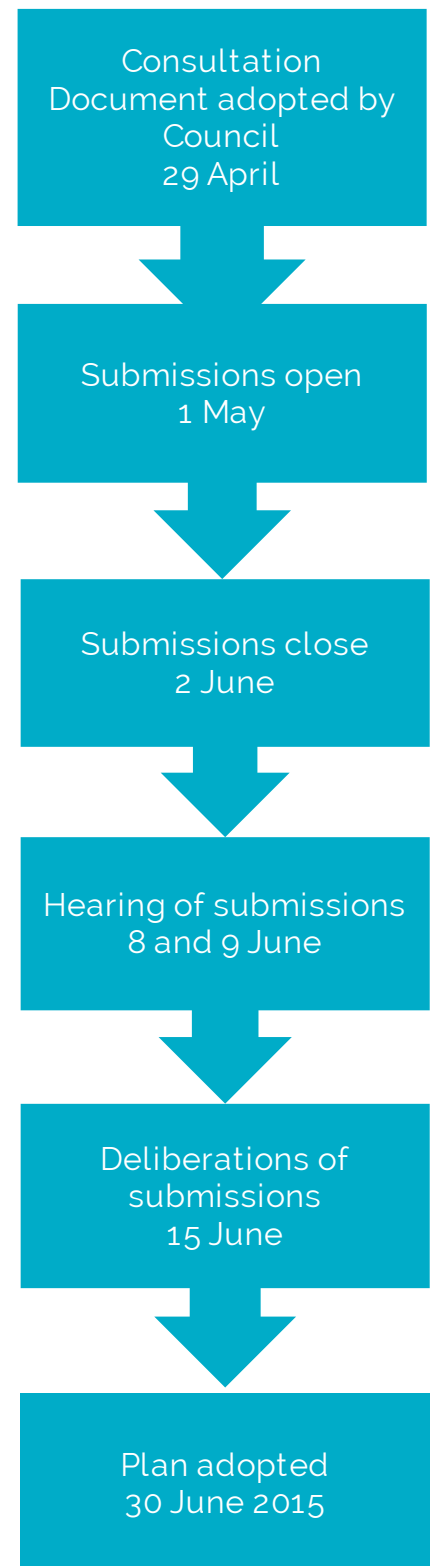 Consultation
Document adopted by
Council
29 April
Submissions open
1 May
Submissions close
2 June
Hearing of submissions
8 and 9 June
Deliberations of
submissions
15 June
Plan adopted
30 June 2015